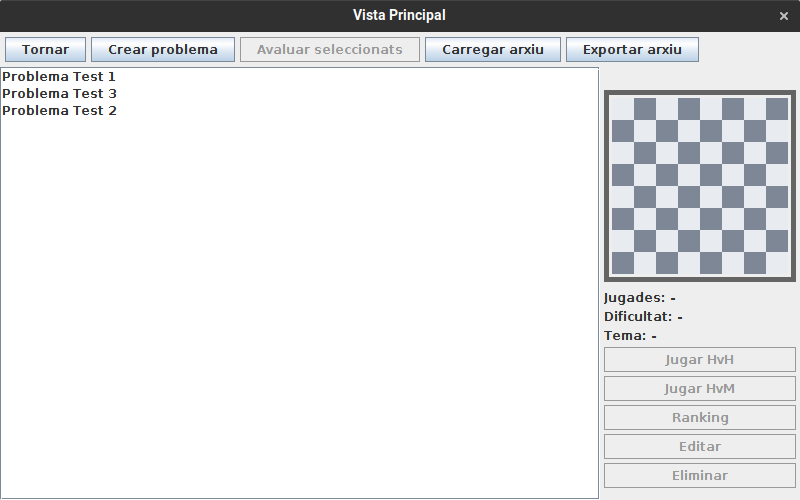 Vista Principal
Tornar
Crear problema
Avaluar seleccionats
Carregar arxiu
Exportar arxiu
Problema Test 1
Problema Test 3
Problema Test 2
Jugades: -
Dificultat: -
Tema: -
Jugar HvH
Jugar HvM
Ranking
Editar
Eliminar